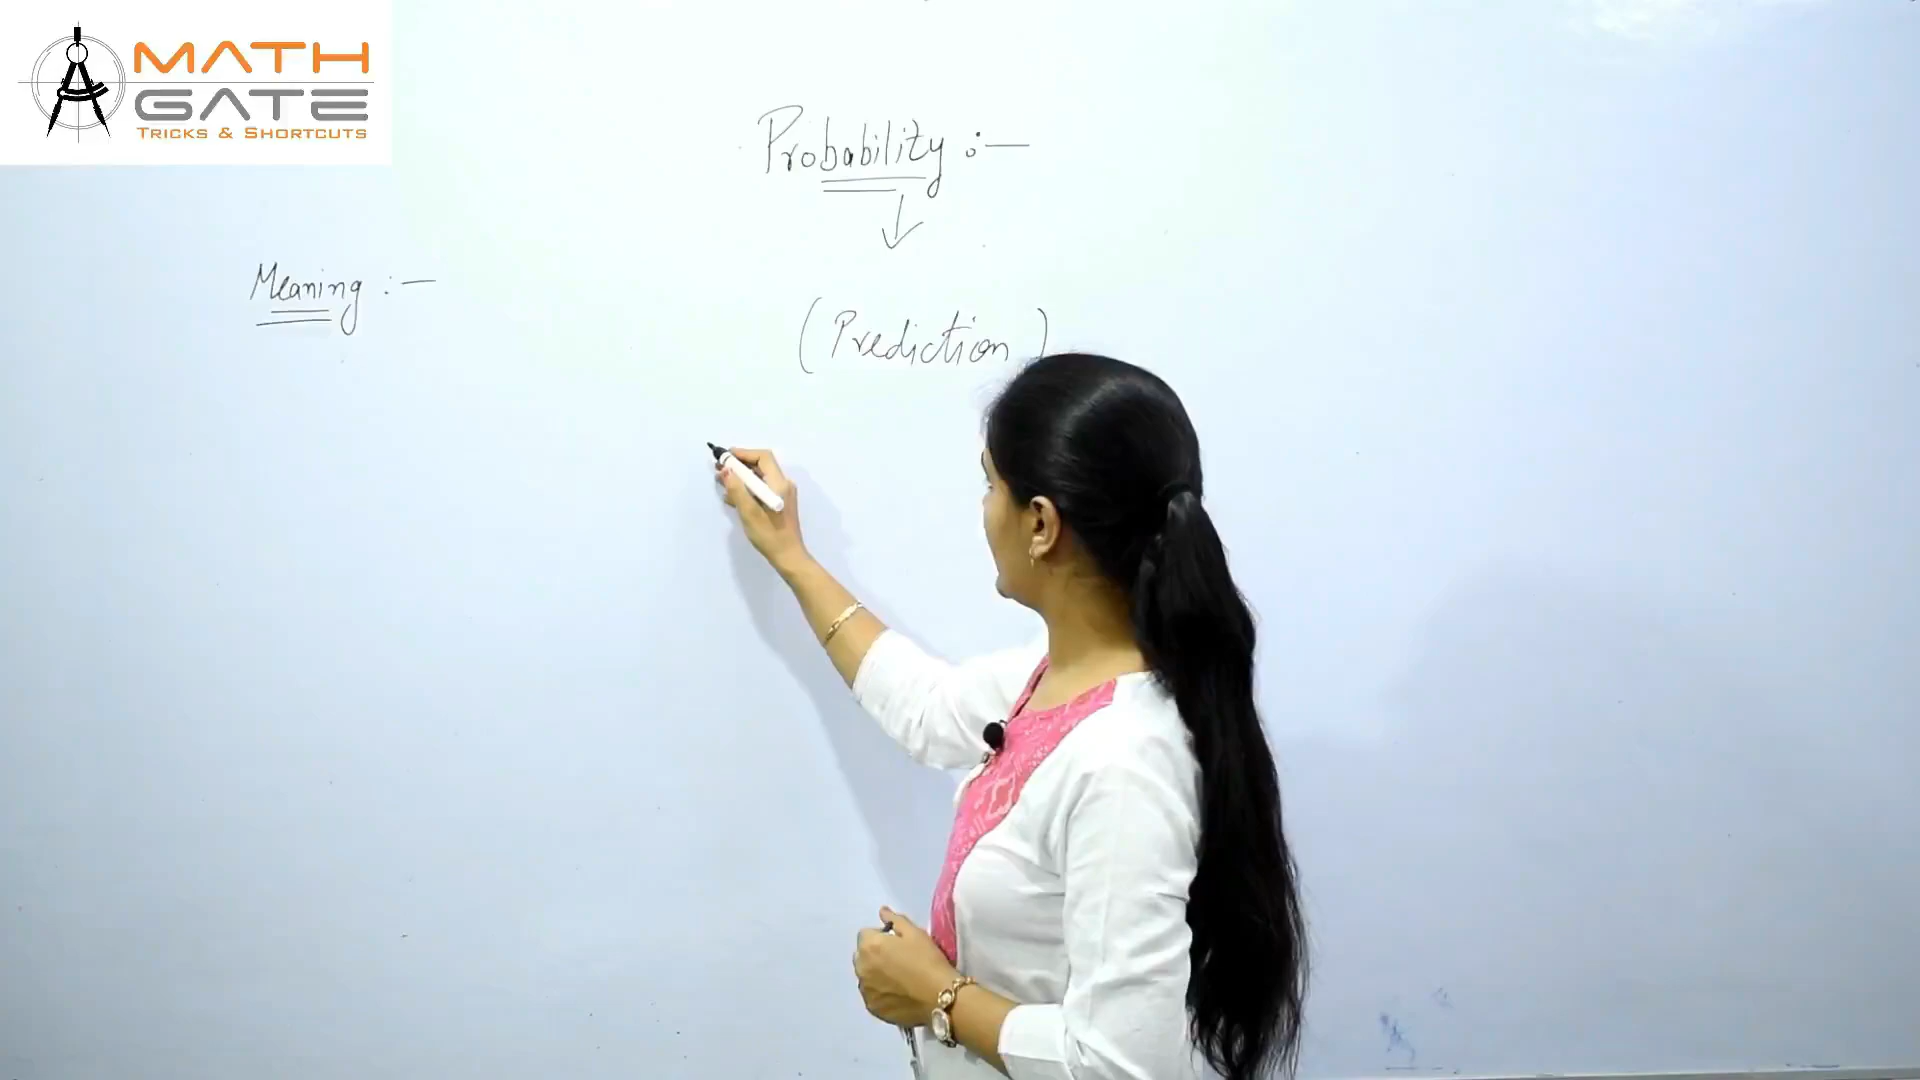 MATH
GATE
TRICKS & SHORTCUTS
Probability :-
Meaning :-
(Prediction)